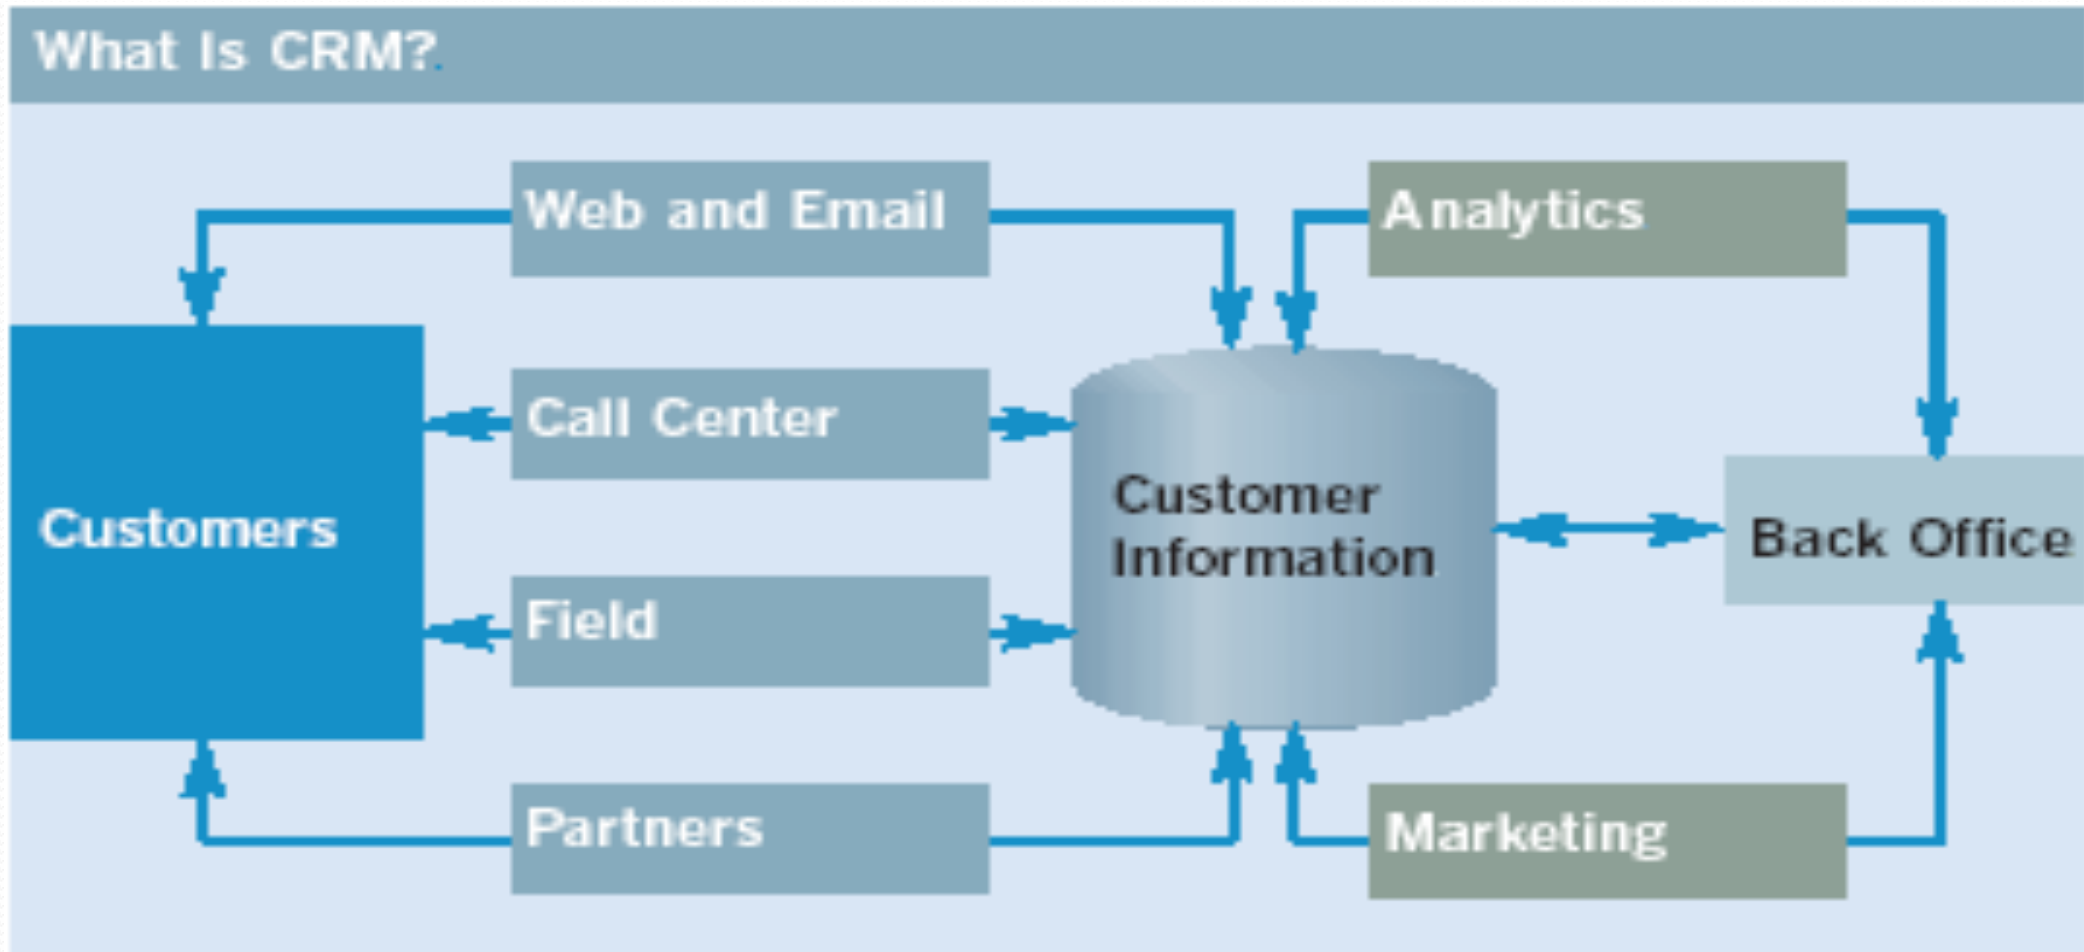 What Is CRM?.
Web and Email
Analytics
Call Center
Customers
Customer
Information
Back Office
Field
Partners
Marketing